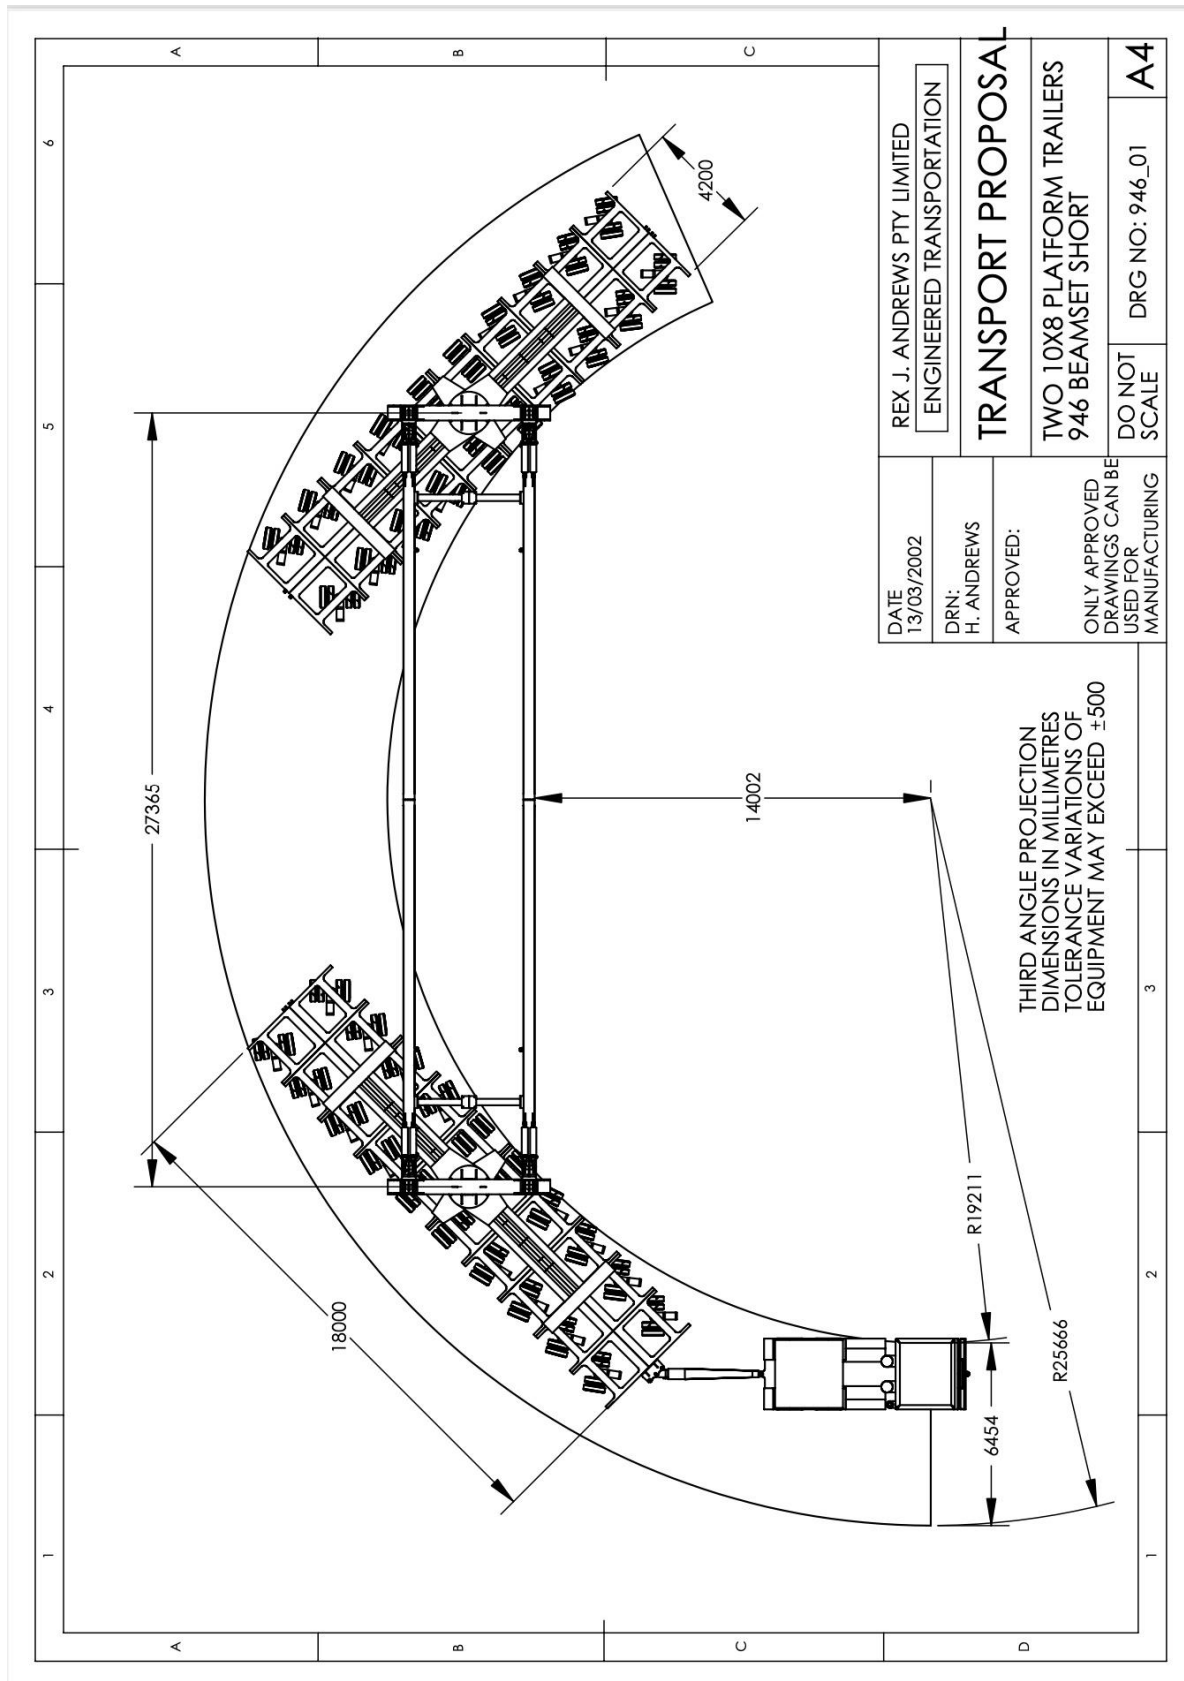 A
B
C
6
5
4
3
2
1
A
B
C
D
3
2
1
27365
18000
4200
14002
R19211
R25666
6454
THIRD ANGLE PROJECTION
DIMENSIONS IN MILLIMETRES
TOLERANCE VARIATIONS OF
EQUIPMENT MAY EXCEED ±500
DATE
13/03/2002
DRN:
H. ANDREWS
APPROVED:
ONLY APPROVED
DRAWINGS CAN BE
USED FOR
MANUFACTURING
REX J. ANDREWS PTY LIMITED
ENGINEERED TRANSPORTATION
TRANSPORT PROPOSAL
TWO 10X8 PLATFORM TRAILERS
946 BEAMSET SHORT
DO NOT
SCALE
DRG NO: 946_01
A4